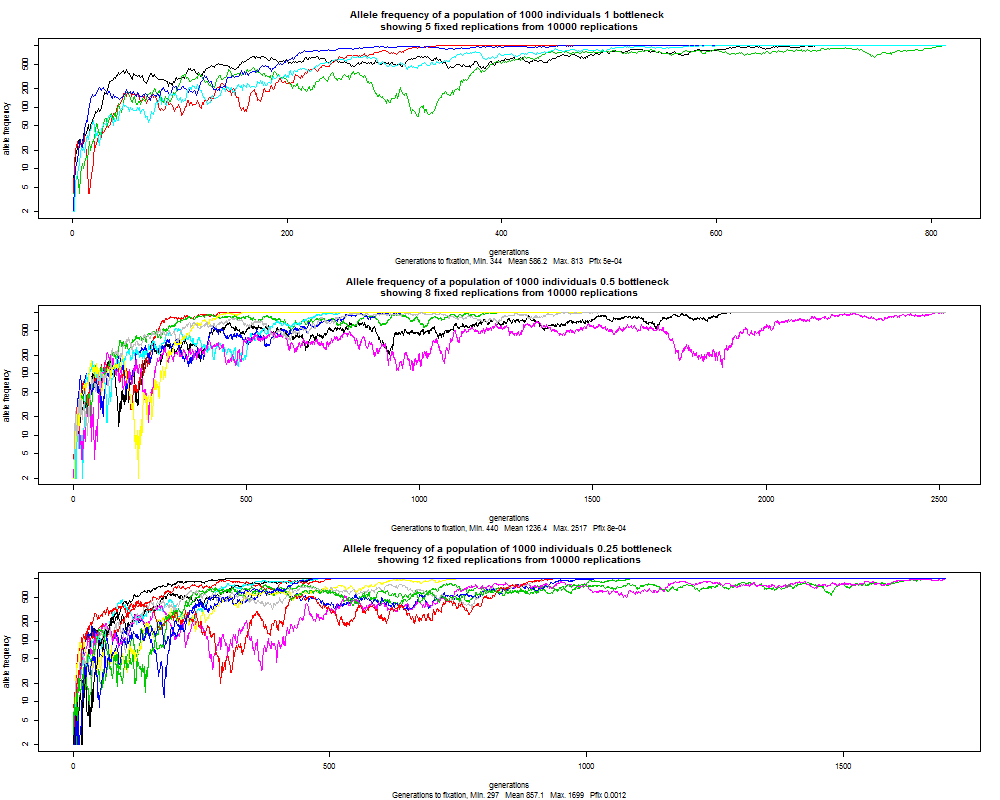 Allele frequency of a population of 1000 individuals 1 bottleneck
showing 5 fixed replications from 10000 replications
allele frequency
2 5 10 20 50 100 200 500
0 200 400 600 800
generations
Generations to fixation, Min. 344 Mean 586.2 Max. 813 Pfix 5e-04
Allele frequency of a population of 1000 individuals 0.5 bottleneck
showing 8 fixed replications from 10000 replications
allele frequency
2 5 10 20 50 100 200 500
0 500 1000 1500 2000 2500
generations
Generations to fixation, Min. 440 Mean 1236.4 Max. 2517 Pfix 8e-04
Allele frequency of a population of 1000 individuals 0.25 bottleneck
showing 12 fixed replications from 10000 replications
allele frequency
2 5 10 20 50 100 200 500
0 500 1000 1500
generations
Generations to fixation, Min. 297 Mean 857.1 Max. 1699 Pfix 0.0012